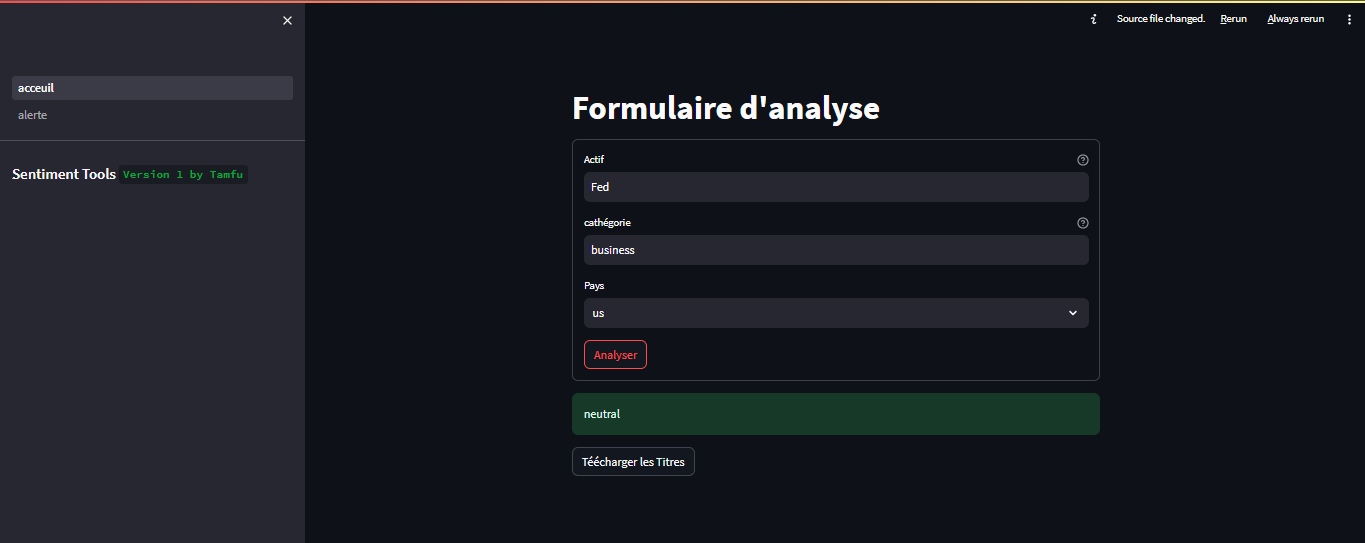 Source file changed. Rerun Always rerun
acceuil
alerte
Sentiment Tools Version 1 by Tamfu
Formulaire d'analyse
Actif
Fed
cathégorie
business
Pays
us
Analyser
neutral
Téécharger les Titres